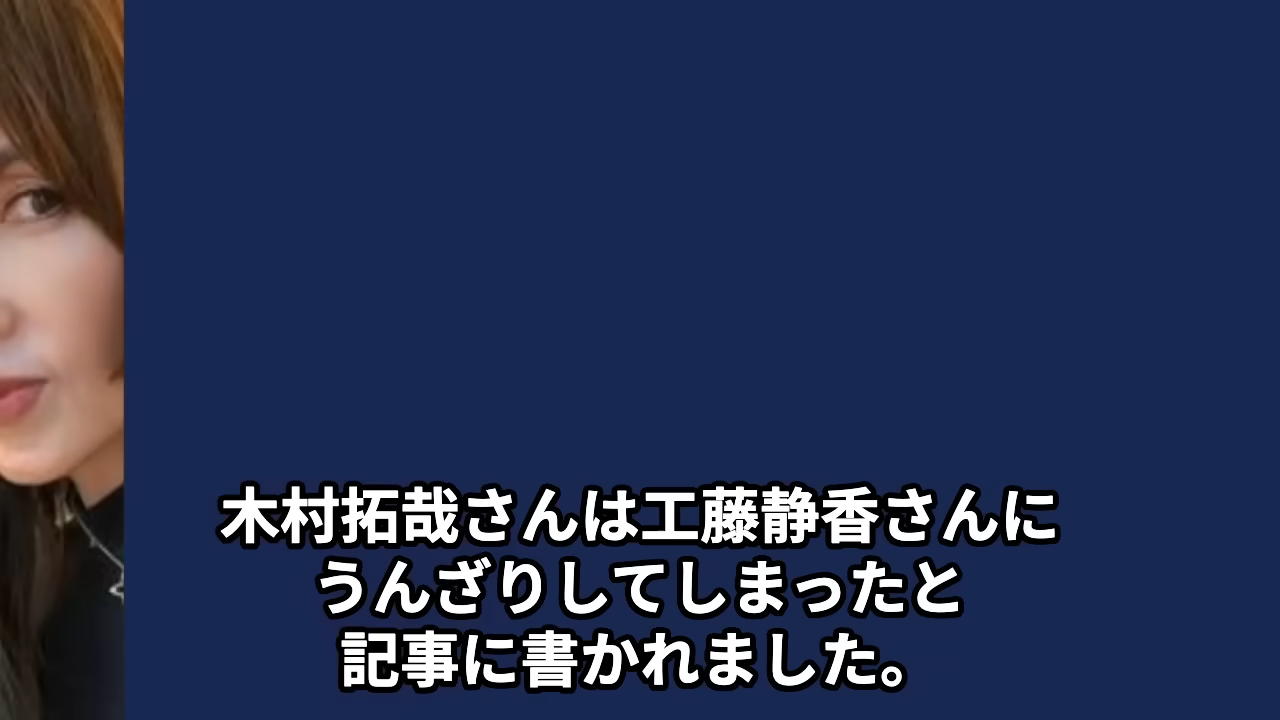 木村拓哉さんは工藤静香さんに
うんざりしてしまったと
記事に書かれました。